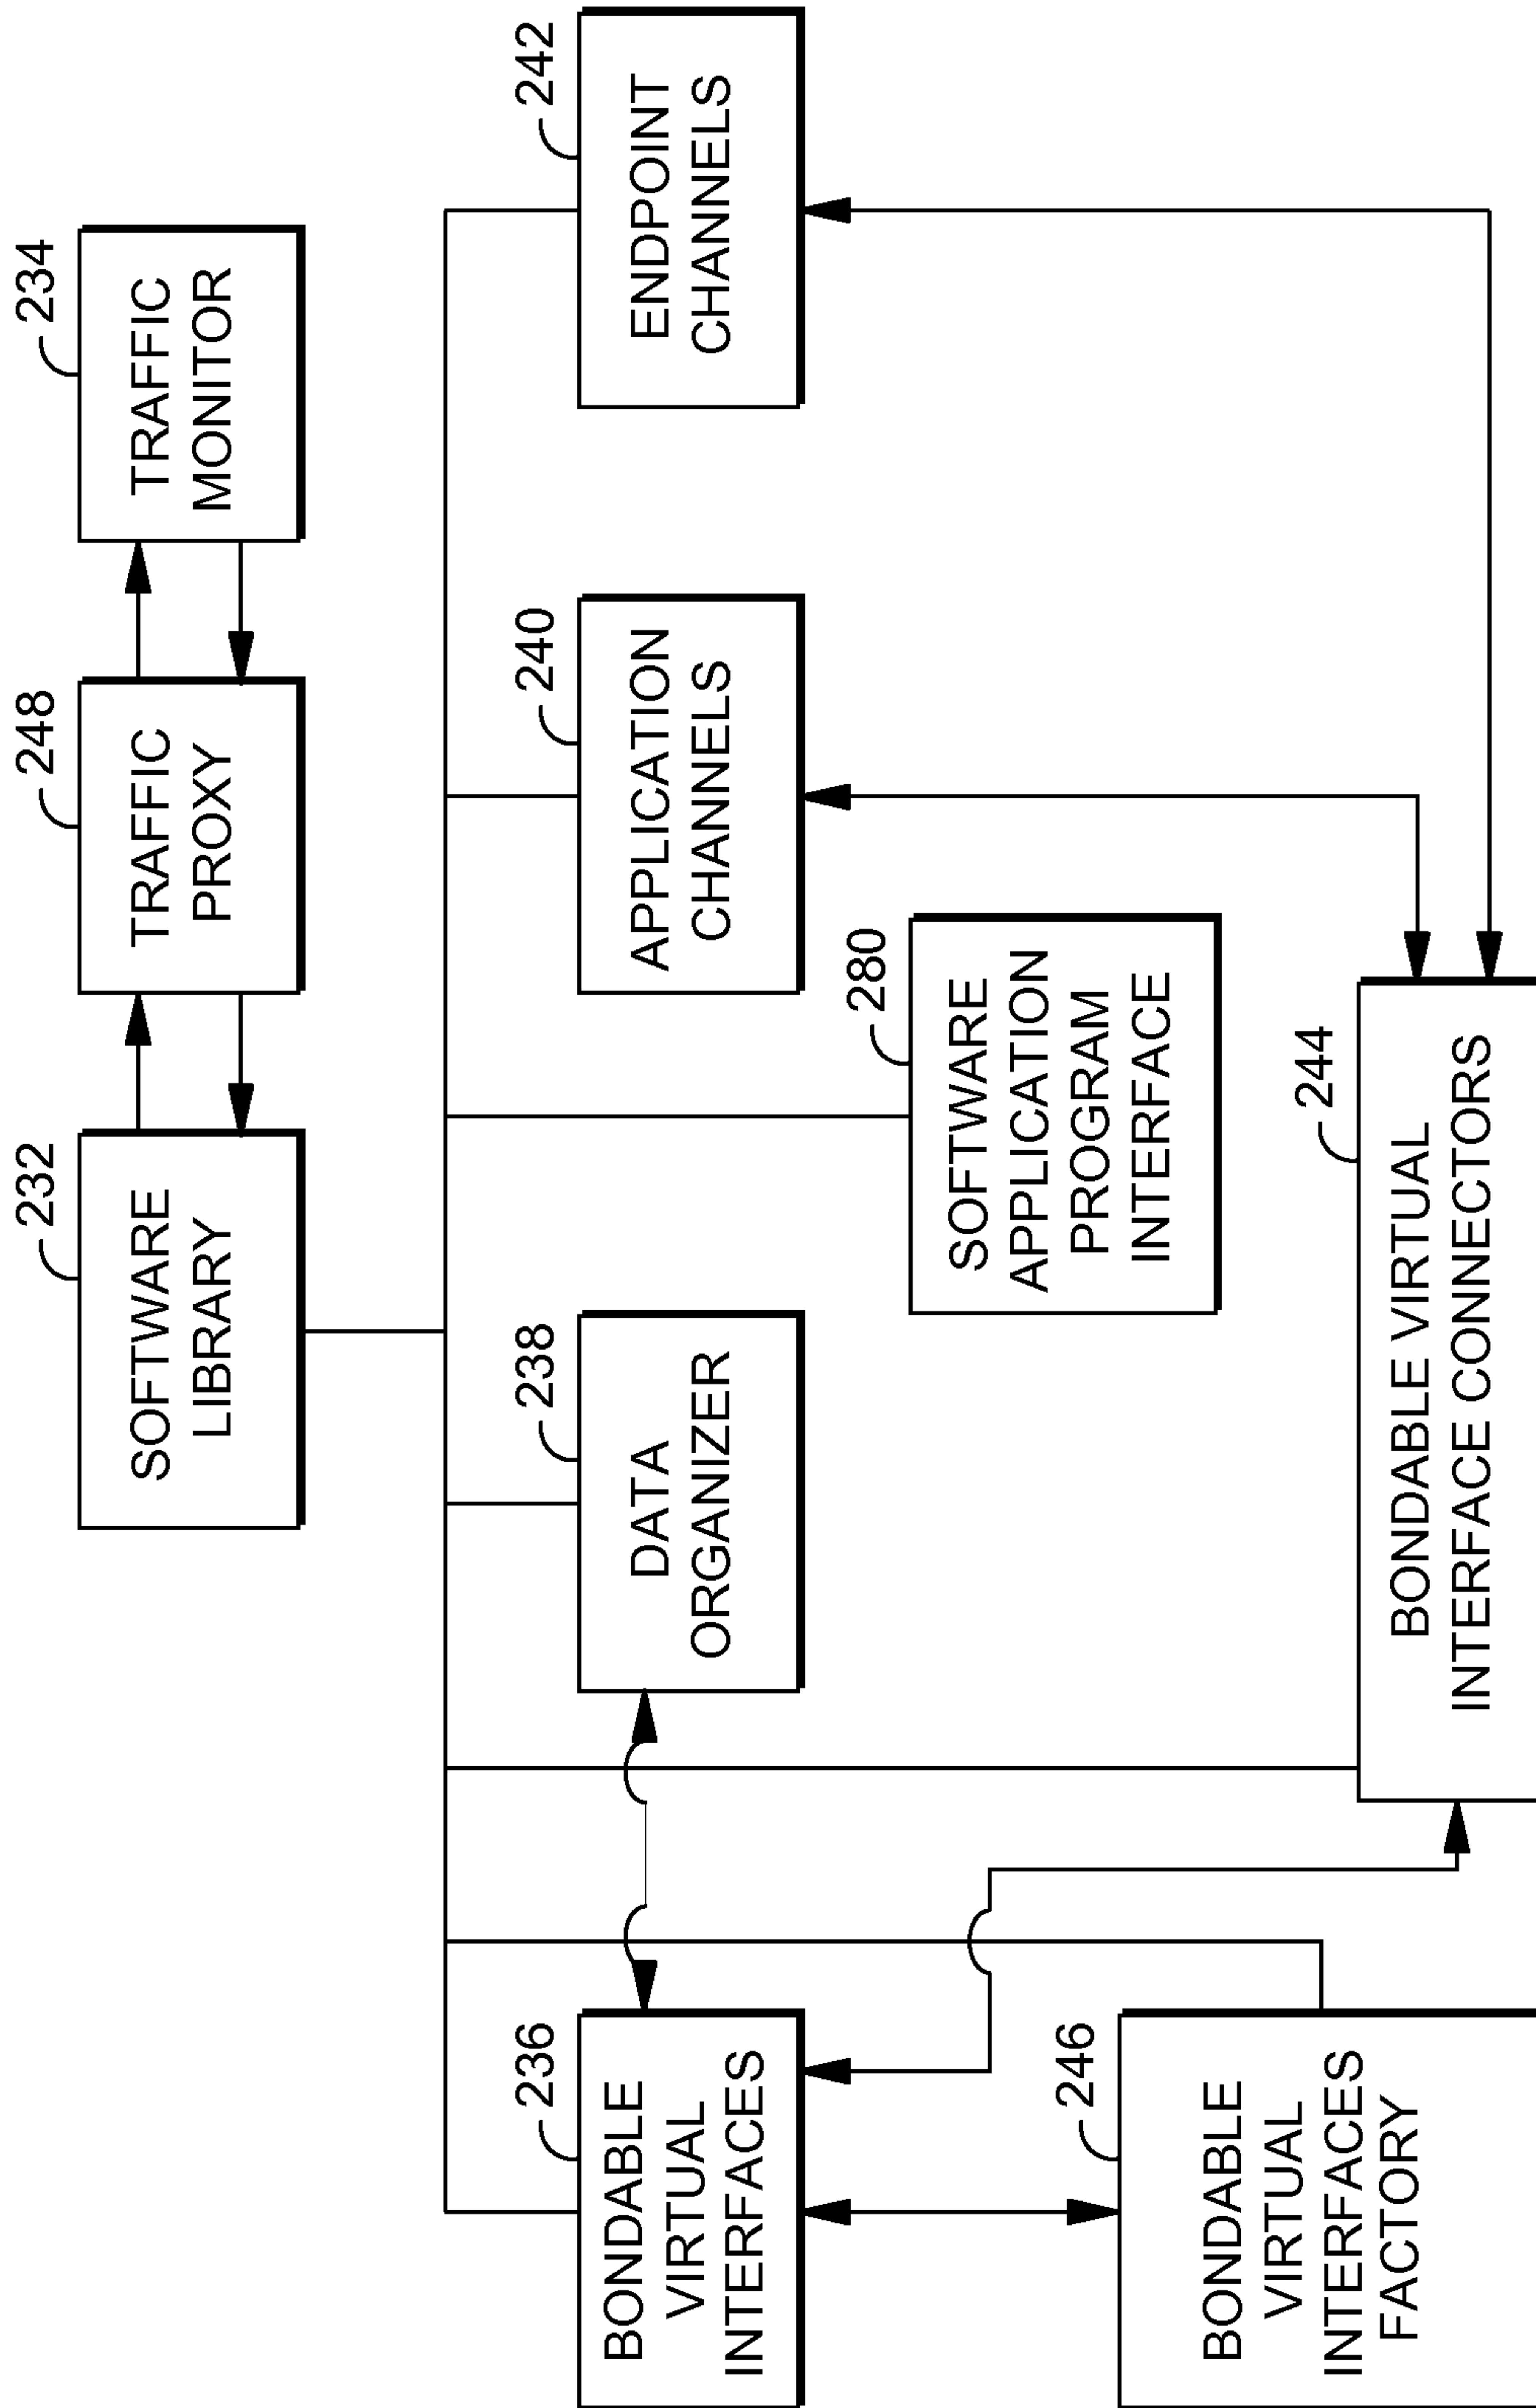 232
SOFTWARE
LIBRARY
248
TRAFFIC
PROXY
234
TRAFFIC
MONITOR
236
BONDABLE
VIRTUAL
INTERFACES
238
DATA
ORGANIZER
240
APPLICATION
CHANNELS
242
ENDPOINT
CHANNELS
280
SOFTWARE
APPLICATION
PROGRAM
INTERFACE
246
BONDABLE
VIRTUAL
INTERFACES
FACTORY
244
BONDABLE VIRTUAL
INTERFACE CONNECTORS